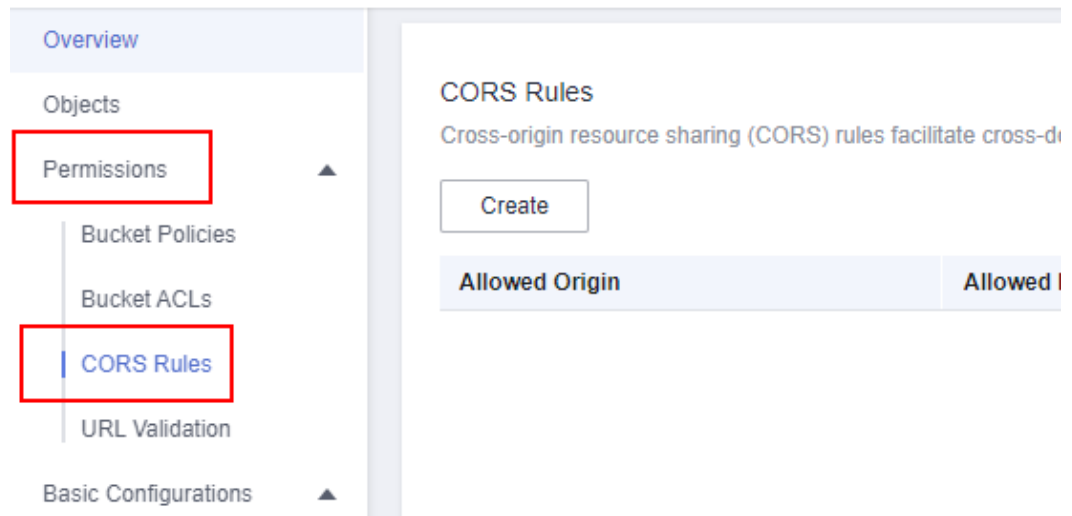 Overview
Objects
Permissions
Bucket Policies
Bucket ACLs
CORS Rules
URL Validation
Basic Configurations
CORS Rules
Cross-origin resource sharing (CORS) rules facilitate
Create
Allowed Origin
Allowed